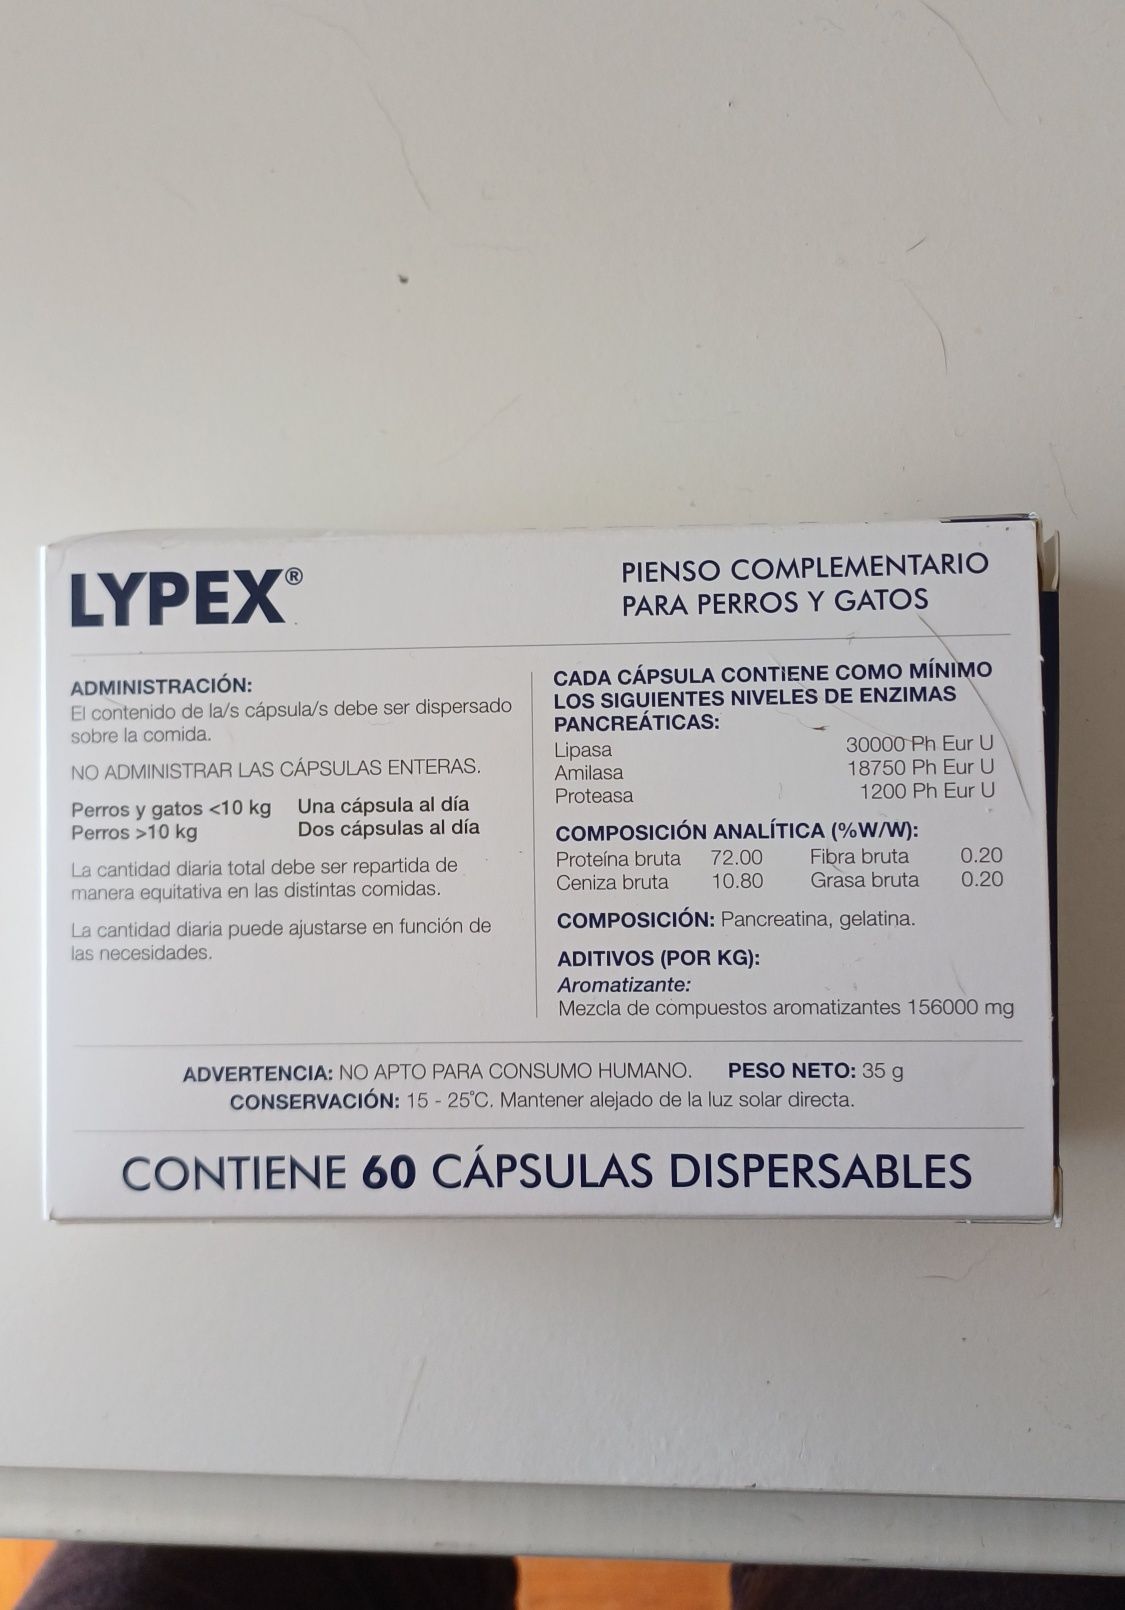 LYPEX®
PIENSO COMPLEMENTARIO
PARA PERROS Y GATOS
ADMINISTRACIÓN:
El contenido de la/s cápsula/s debe ser dispersado
sobre la comida.
NO ADMINISTRAR LAS CÁPSULAS ENTERAS.
Perros y gatos <10 kg Una cápsula al día
Perros >10 kg Dos cápsulas al día
La cantidad diaria total debe ser repartida de
manera equitativa en las distíntas comidas.
La cantidad diaria puede ajustarse en función de
las necesidades.
CADA CÁPSULA CONTIENE COMO MÍNIMO
LOS SIGUIENTES NIVELES DE ENZIMAS
PANCREÁTICAS:
Lipasa 30000 Ph Eur U
Amilasa 18750 Ph Eur U
Proteasa 1200 Ph Eur U
COMPOSICIÓN ANALÍTICA (%W/W):
Proteína bruta 72.00 Fibra bruta 0.20
Ceniza bruta 10.80 Grasa bruta 0.20
COMPOSICIÓN: Pancreatina, gelatina.
ADITIVOS (POR KG):
Aromatizante:
Mezcla de compuestos aromatizantes 156000 mg
ADVERTENCIA: NO APTO PARA CONSUMO HUMANO. PESO NETO: 35 g
CONSERVACIÓN: 15 - 25°C. Mantener alejado de la luz solar directa.
CONTIENE 60 CÁPSULAS DISPERSABLES